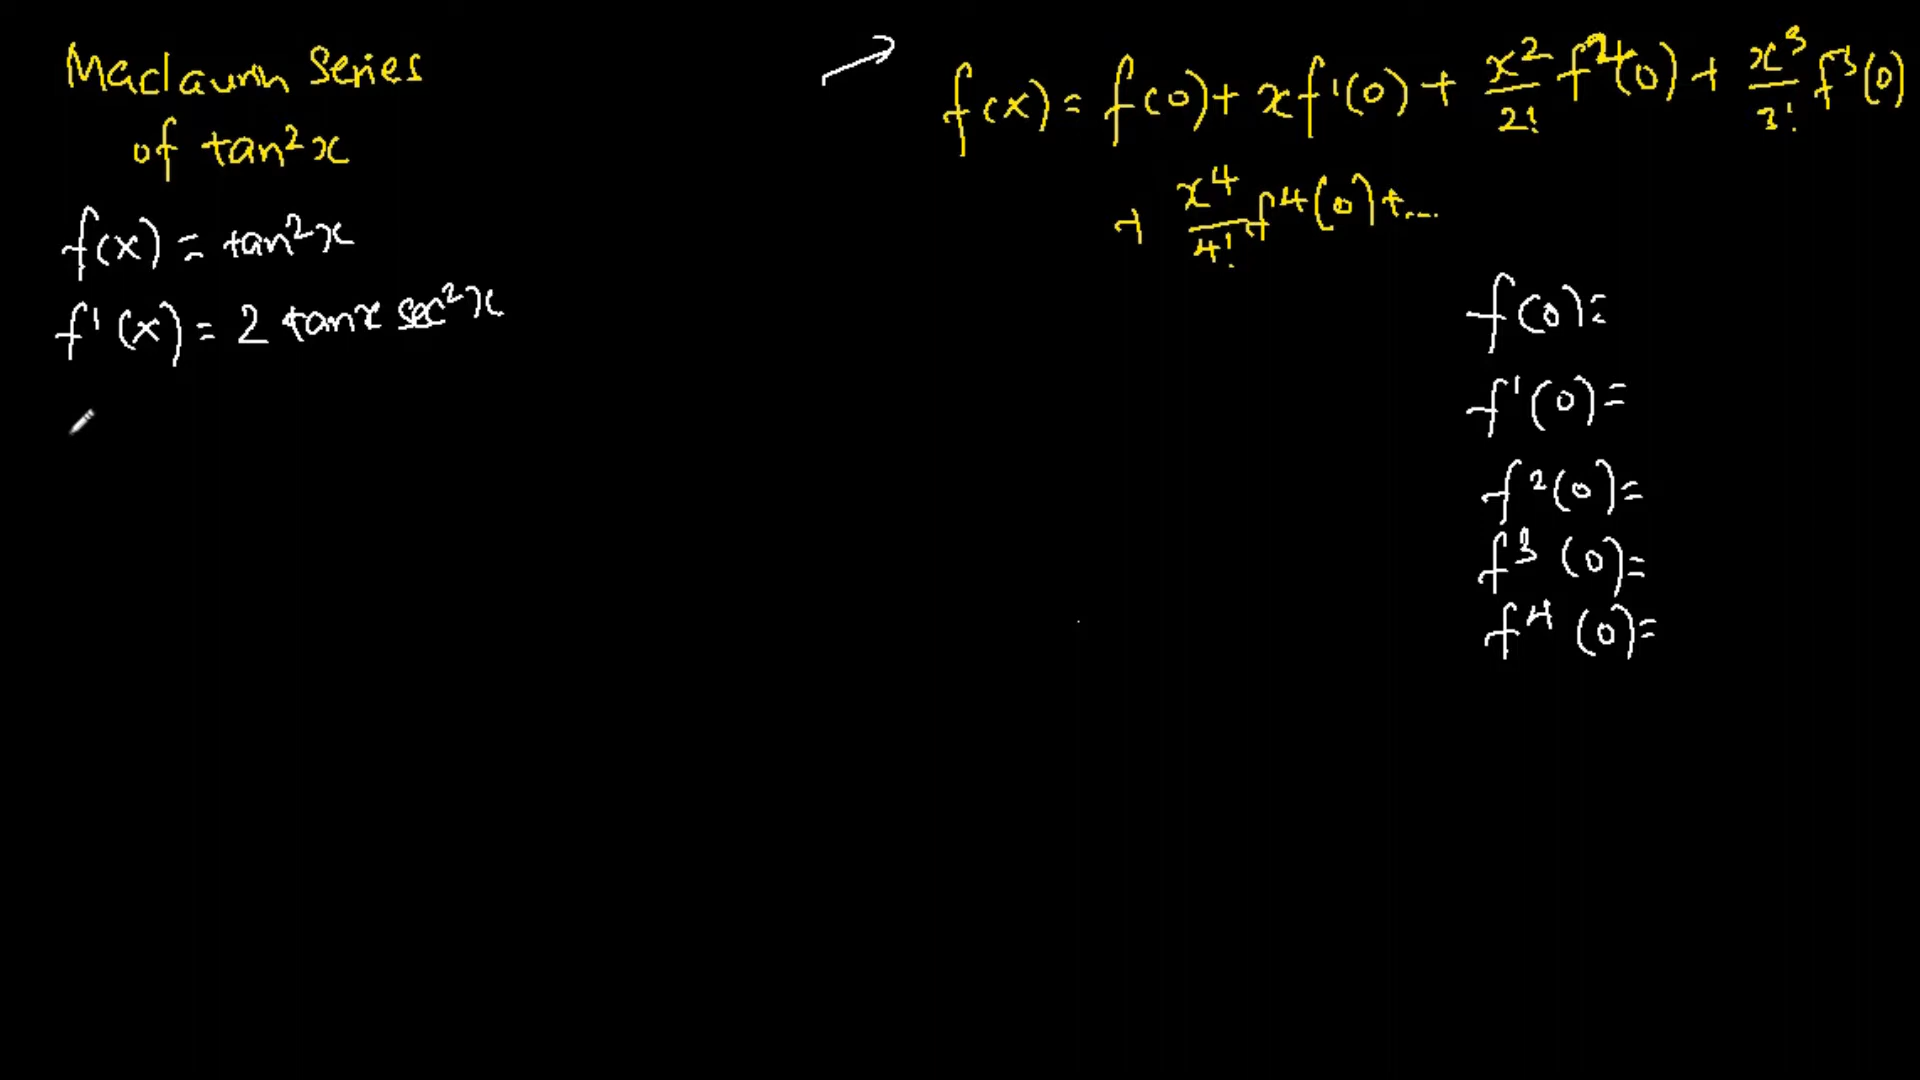 Maclaurin Series
of tan²x
f(x) = tan²x
f'(x) = 2 tanx sec²x
f(x) = f(0) + x f'(0) + x²/2! f²(0) + x³/3! f³(0)
+ x⁴/4! f⁴(0) + ...
f(0) =
f'(0) =
f²(0) =
f³(0) =
f⁴(0) =